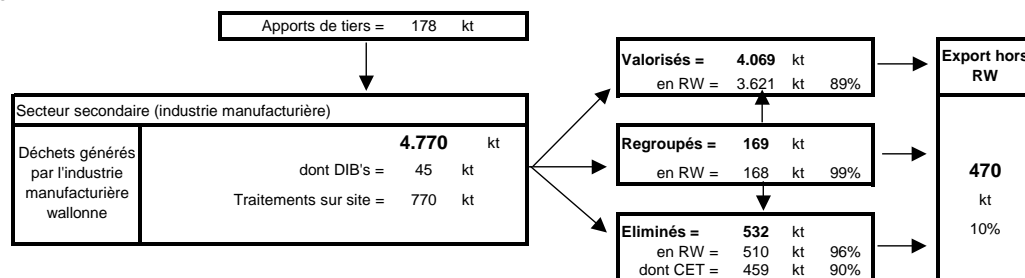 Apports de tiers = 178 kt
Secteur secondaire (industrie manufacturière)
Déchets générés
par l'industrie
manufacturière
wallonne
4.770 kt
dont DIB's = 45 kt
Traitements sur site = 770 kt
Valorisés = 4.069 kt
en RW = 3.621 kt 89%
Regroupés = 169 kt
en RW = 168 kt 99%
Eliminés = 532 kt
en RW = 510 kt 96%
dont CET = 459 kt 90%
Export hors
RW
470
kt
10%